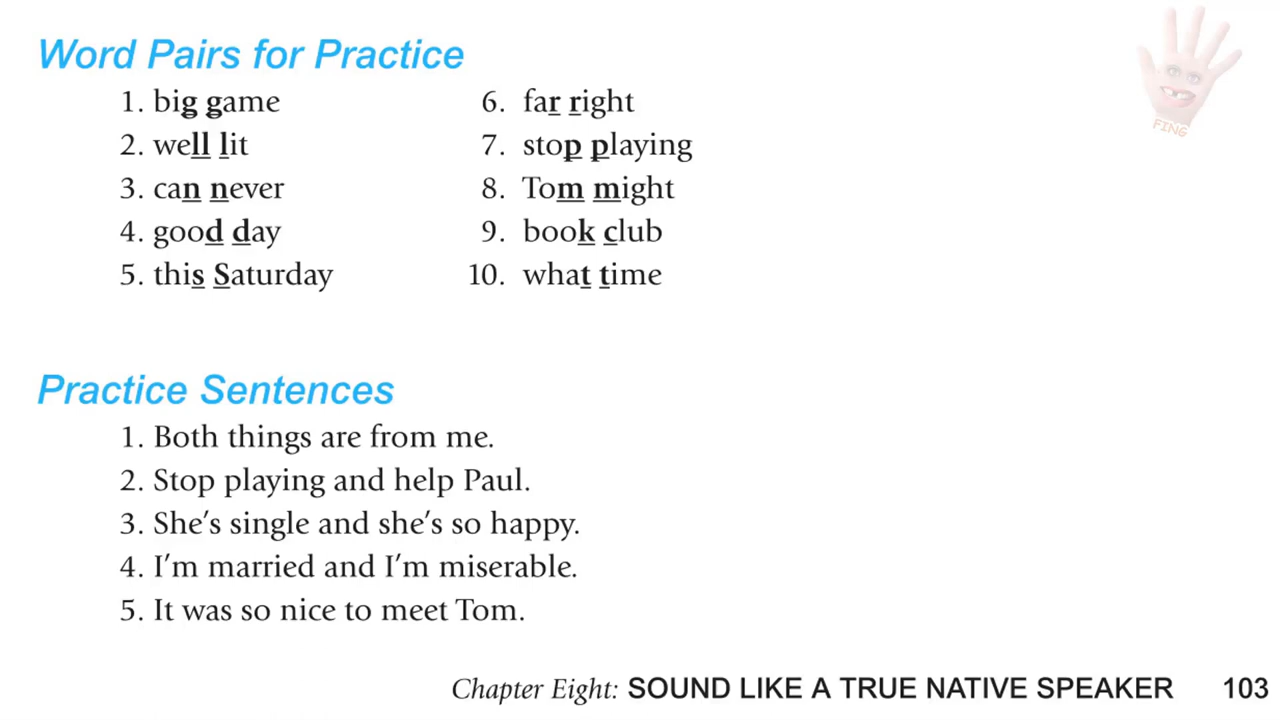 Word Pairs for Practice
1. big game
2. well lit
3. can never
4. good day
5. this Saturday
6. far right
7. stop playing
8. Tom might
9. book club
10. what time
Practice Sentences
1. Both things are from me.
2. Stop playing and help Paul.
3. She's single and she's so happy.
4. I'm married and I'm miserable.
5. It was so nice to meet Tom.
Chapter Eight: SOUND LIKE A TRUE NATIVE SPEAKER 103
FING